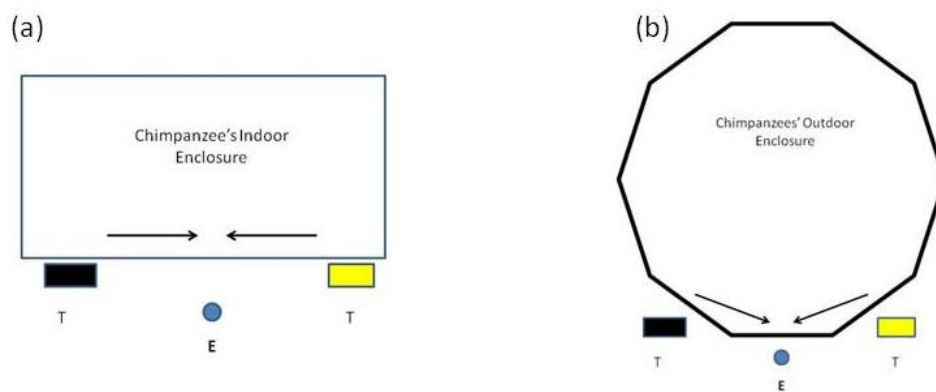 (a)
Chimpanzee's Indoor
Enclosure
T
T
E
(b)
Chimpanzees' Outdoor
Enclosure
T
T
E